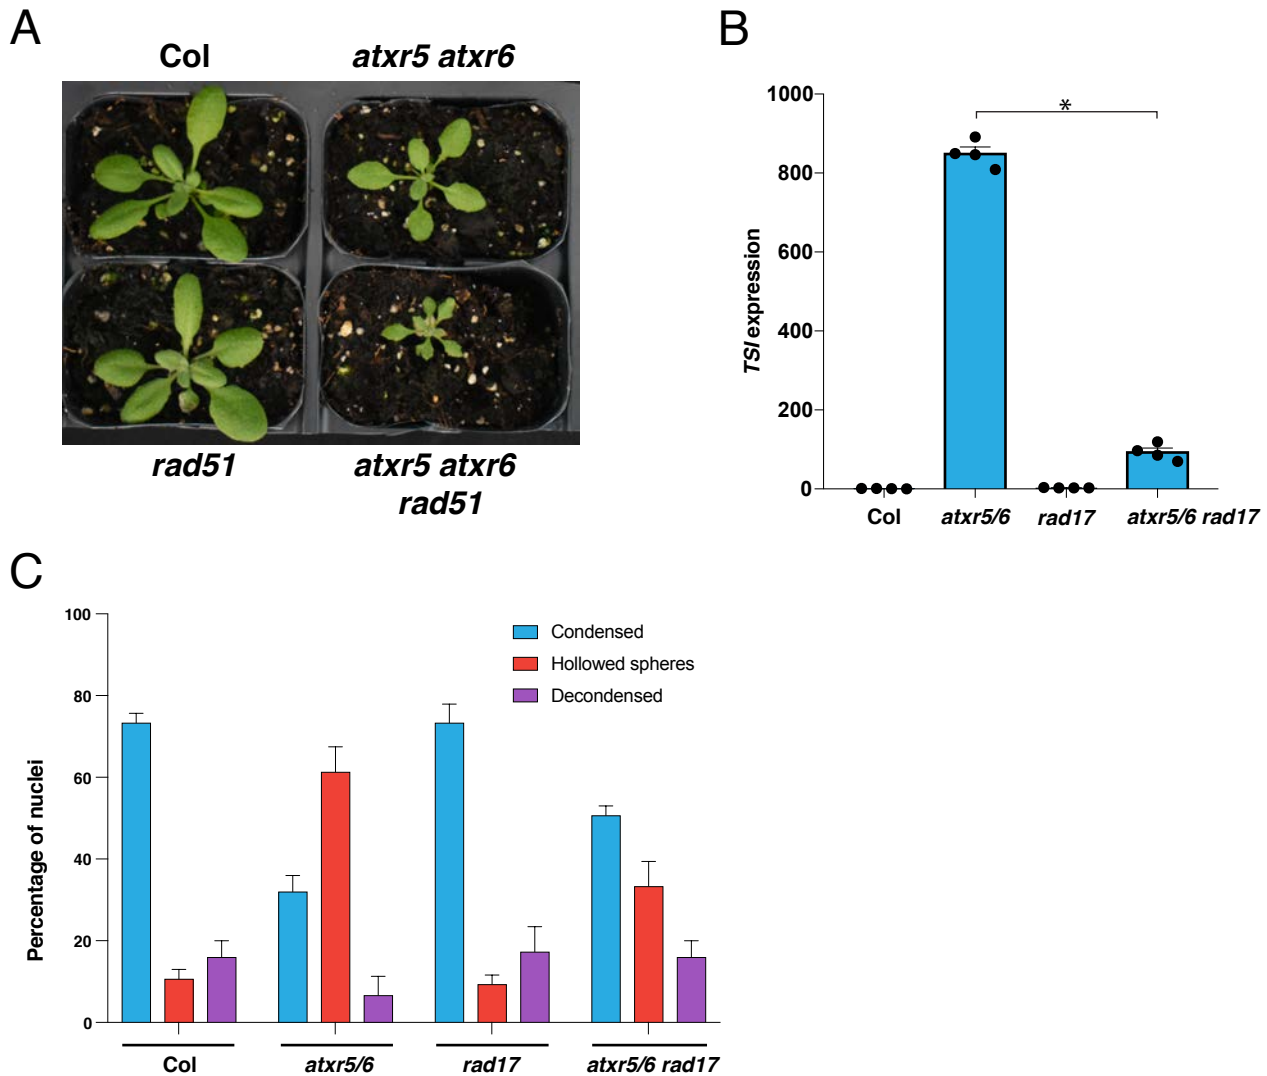 A
Col
atxr5 atxr6
rad51
atxr5 atxr6
rad51
B
1000
800
600
400
200
0
TSI expression
*
Col
atxr5/6
rad17
atxr5/6 rad17
C
100
80
60
40
20
0
Percentage of nuclei
Condensed
Hollowed spheres
Decondensed
Col
atxr5/6
rad17
atxr5/6 rad17